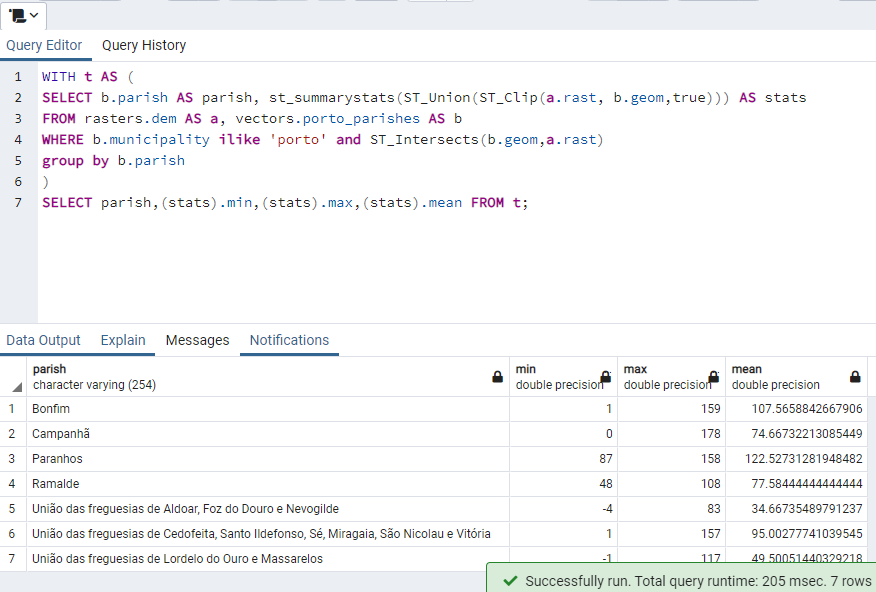 Query Editor Query History
1 WITH t AS (
2 SELECT b.parish AS parish, st_summarystats(ST_Union(ST_Clip(a.rast, b.geom,true))) AS stats
3 FROM rasters.dem AS a, vectors.porto_parishes AS b
4 WHERE b.municipality ilike 'porto' and ST_Intersects(b.geom,a.rast)
5 group by b.parish
6 )
7 SELECT parish,(stats).min,(stats).max,(stats).mean FROM t;
Data Output Explain Messages Notifications
parish min max mean
character varying (254) double precision double precision double precision
1 Bonfim 1 159 107.5658842667906
2 Campanhã 0 178 74.66732213085449
3 Paranhos 87 158 122.52731281948482
4 Ramalde 48 108 77.58444444444444
5 União das freguesias de Aldoar, Foz do Douro e Nevogilde -4 83 34.66735489791237
6 União das freguesias de Cedofeita, Santo Ildefonso, Sé, Miragaia, São Nicolau e Vitória 1 157 95.00277741039545
7 União das freguesias de Lordelo do Ouro e Massarelos -1 117 49.50051440329218
Successfully run. Total query runtime: 205 msec. 7 rows